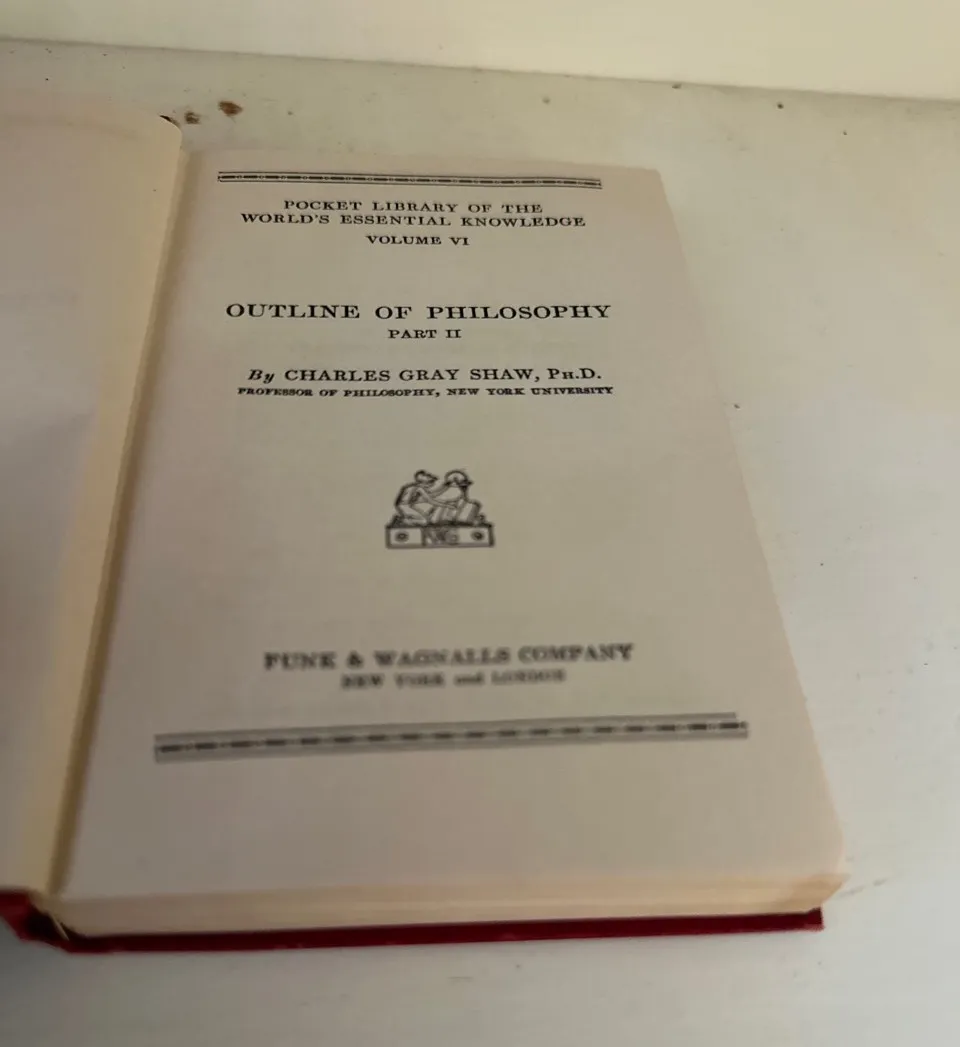 POCKET LIBRARY OF THE
WORLD'S ESSENTIAL KNOWLEDGE
VOLUME VI
OUTLINE OF PHILOSOPHY
PART II
By CHARLES GRAY SHAW, PH.D.
PROFESSOR OF PHILOSOPHY, NEW YORK UNIVERSITY
FUNK & WAGNALLS COMPANY
NEW YORK and LONDON